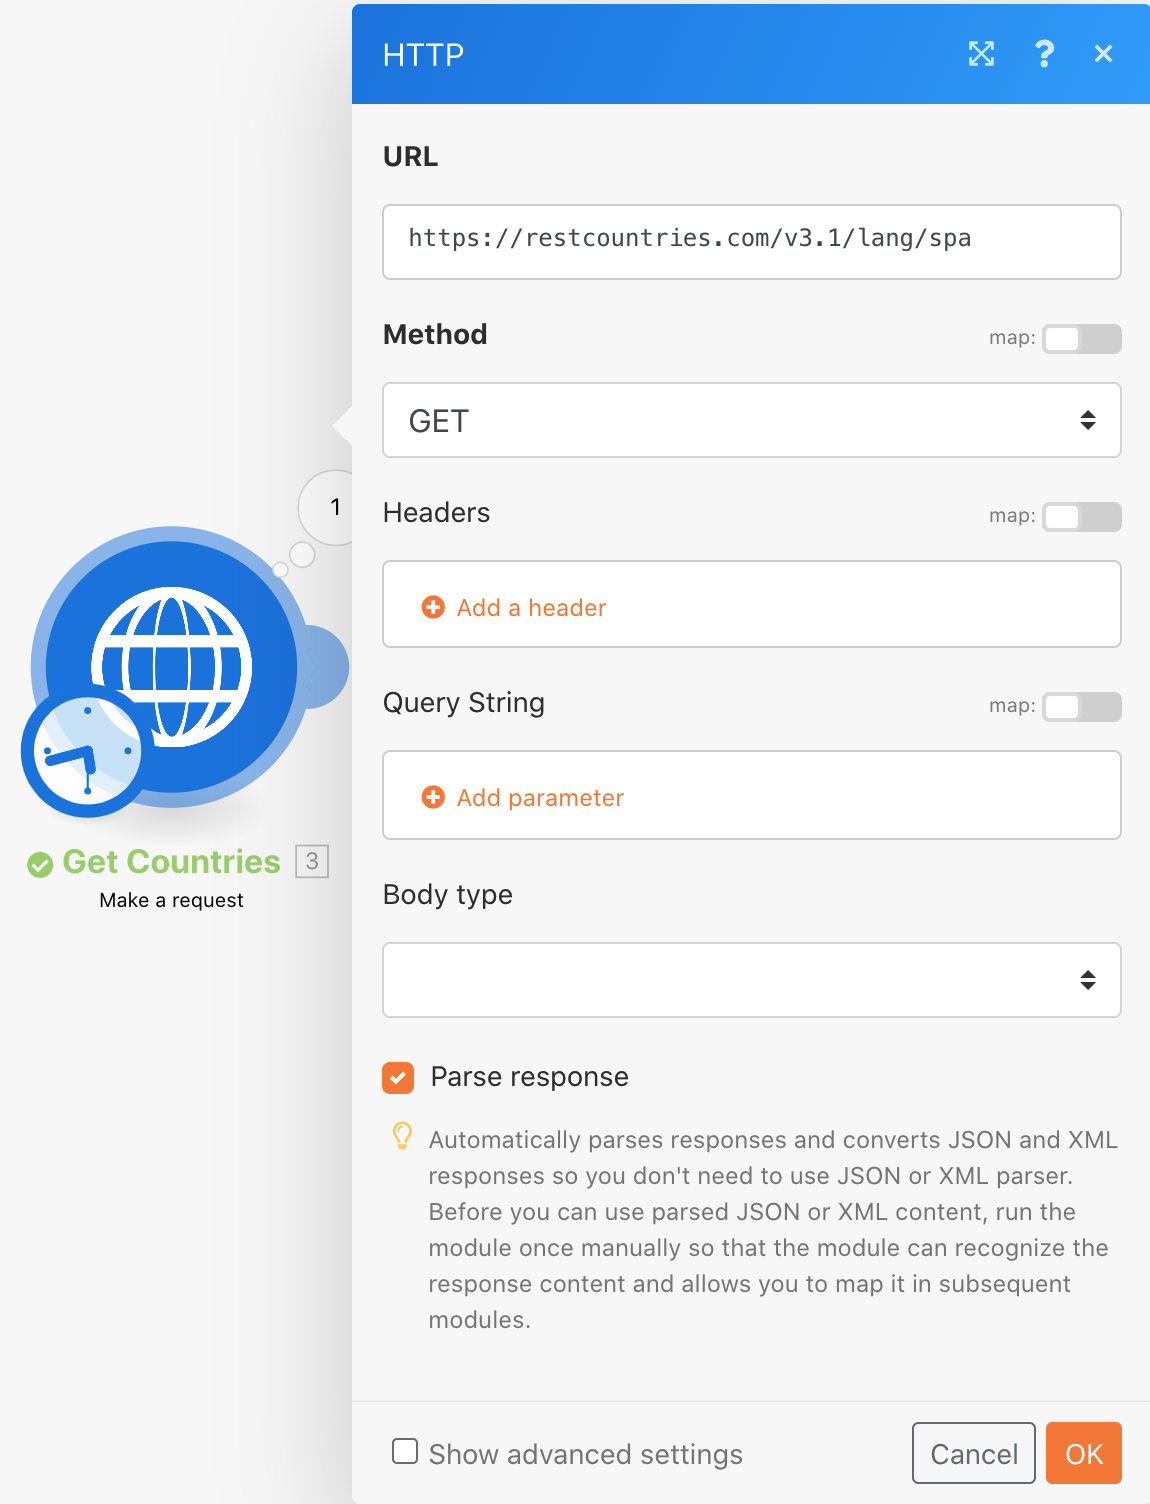 HTTP
?
URL
https://restcountries.com/v3.1/lang/spa
Method
map:
GET
1
Headers
map:
Add a header
Query String
map:
Add parameter
Get Countries 3
Make a request
Body type
Parse response
Automatically parses responses and converts JSON and XML
responses so you don't need to use JSON or XML parser.
Before you can use parsed JSON or XML content, run the
module once manually so that the module can recognize the
response content and allows you to map it in subsequent
modules.
Show advanced settings
Cancel
OK